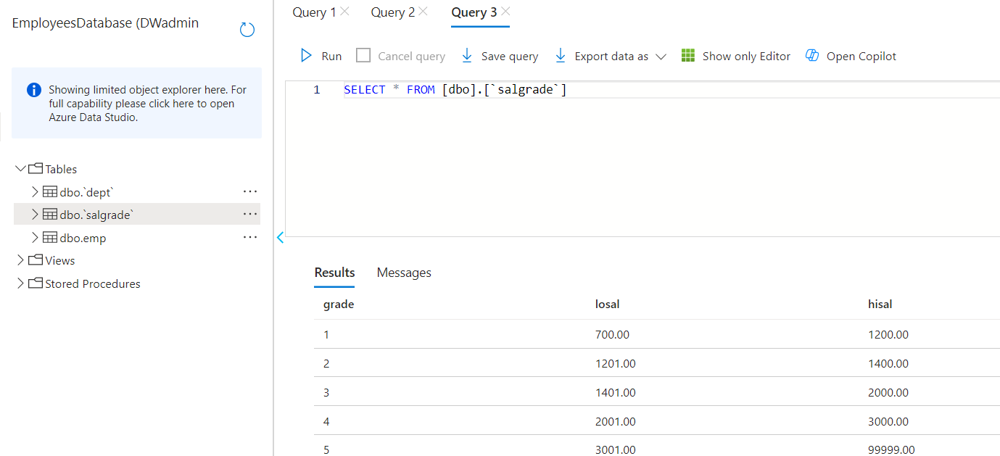 EmployeesDatabase (DWadmin
Showing limited object explorer here. For
full capability please click here to open
Azure Data Studio.
Tables
dbo.`dept`
dbo.`salgrade`
dbo.emp
Views
Stored Procedures
Query 1 Query 2 Query 3
Run Cancel query Save query Export data as Show only Editor Open Copilot
1 SELECT * FROM [dbo].[`salgrade`]
Results Messages
grade losal hisal
1 700.00 1200.00
2 1201.00 1400.00
3 1401.00 2000.00
4 2001.00 3000.00
5 3001.00 99999.00